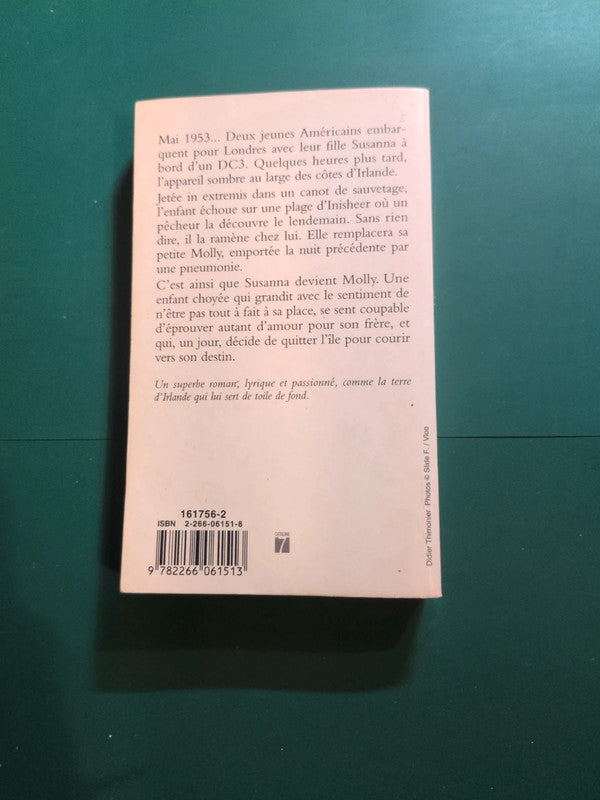 Mai 1953... Deux jeunes Américains embar-
quent pour Londres avec leur fille Susanna à
bord d'un DC3. Quelques heures plus tard,
l'appareil sombre au large des côtes d'Irlande.
Jetée in extremis dans un canot de sauvetage,
l'enfant échoue sur une plage d'Inisheer où un
pêcheur la découvre le lendemain. Sans rien
dire, il la ramène chez lui. Elle remplacera sa
petite Molly, emportée la nuit précédente par
une pneumonie.
C'est ainsi que Susanna devient Molly. Une
enfant choyée qui grandit avec le sentiment de
n'être pas tout à fait à sa place, se sent coupable
d'éprouver autant d'amour pour son frère, et
qui, un jour, décide de quitter l'île pour courir
vers son destin.
Un superbe roman, lyrique et passionné, comme la terre
d'Irlande qui lui sert de toile de fond.
161756-2
ISBN 2-266-06151-8
9 782266 061513
CATEGORIE
7
Didier Thimonier Photos © Slide F. / Vloo